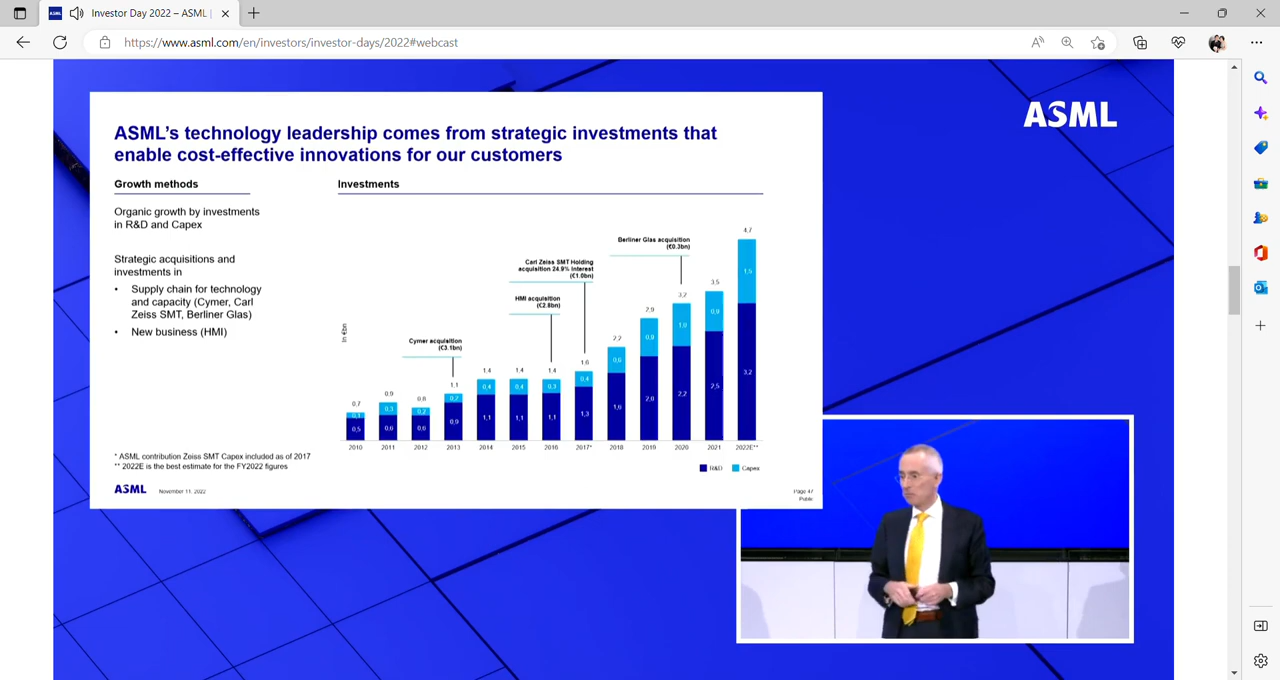 Investor Day 2022 – ASML |
https://www.asml.com/en/investors/investor-days/2022#webcast
ASML
ASML's technology leadership comes from strategic investments that
enable cost-effective innovations for our customers
Growth methods
Organic growth by investments
in R&D and Capex
Strategic acquisitions and
investments in
• Supply chain for technology
and capacity (Cymer, Carl
Zeiss SMT, Berliner Glas)
• New business (HMI)
Investments
In €bn
Cymer acquisition
(€3.1bn)
HMI acquisition
(€2.8bn)
Carl Zeiss SMT Holding
acquisition 24.9% Interest
(€1.0bn)
Berliner Glas acquisition
(€0.3bn)
0,7 0,9 0,8 1,1 1,4 1,4 1,4 1,6 2,2 2,9 3,2 3,5 4,7
0,1 0,3 0,2 0,2 0,4 0,4 0,3 0,4 0,6 0,9 1,0 0,9 1,5
0,5 0,6 0,6 0,9 1,1 1,1 1,1 1,3 1,6 2,0 2,2 2,5 3,2
2010 2011 2012 2013 2014 2015 2016 2017* 2018 2019 2020 2021 2022E**
R&D Capex
* ASML contribution Zeiss SMT Capex included as of 2017
** 2022E is the best estimate for the FY2022 figures
ASML November 11, 2022
Page 47
Public